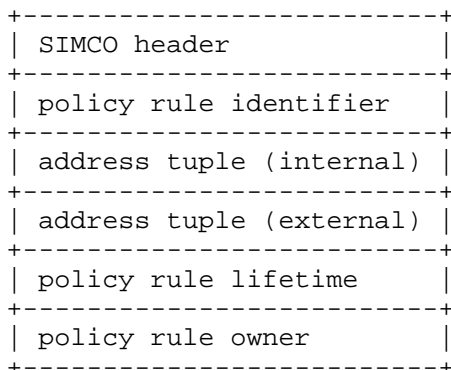 +--------------------------+
| SIMCO header             |
+--------------------------+
| policy rule identifier   |
+--------------------------+
| address tuple (internal) |
+--------------------------+
| address tuple (external) |
+--------------------------+
| policy rule lifetime     |
+--------------------------+
| policy rule owner        |
+--------------------------+